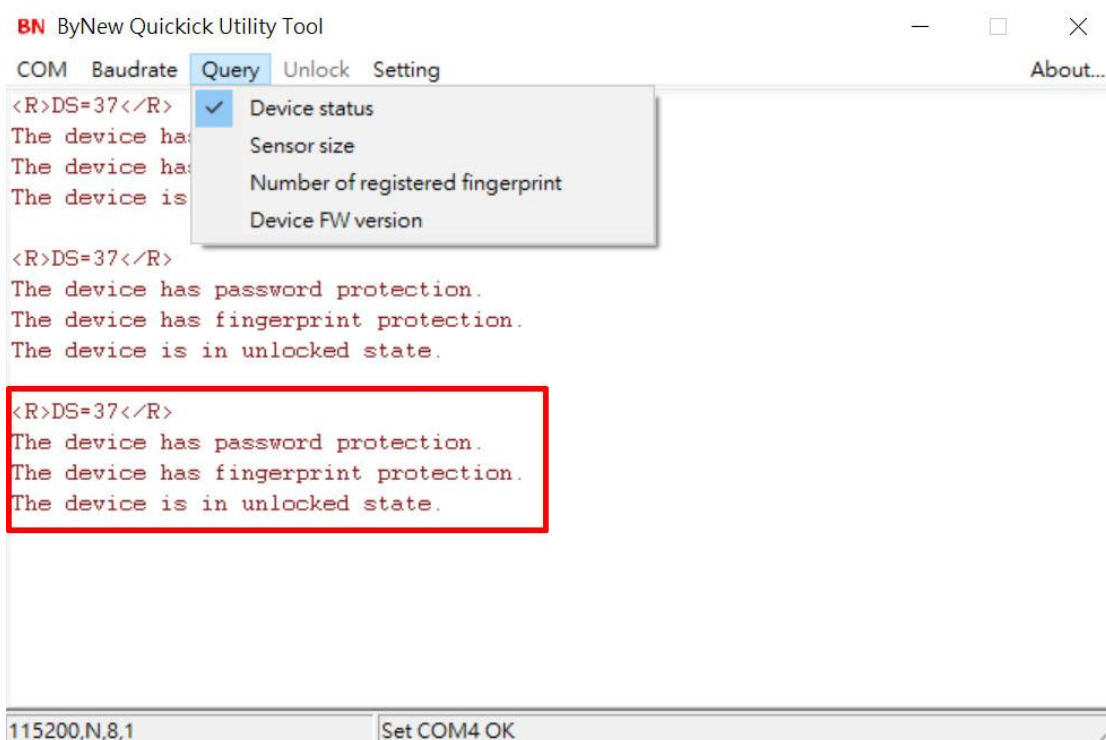 BN ByNew Quickick Utility Tool
COM Baudrate Query Unlock Setting About...
<R>DS=37</R>
The device has
The device has
The device is
Device status
Sensor size
Number of registered fingerprint
Device FW version
<R>DS=37</R>
The device has password protection.
The device has fingerprint protection.
The device is in unlocked state.
<R>DS=37</R>
The device has password protection.
The device has fingerprint protection.
The device is in unlocked state.
115200,N,8,1 Set COM4 OK